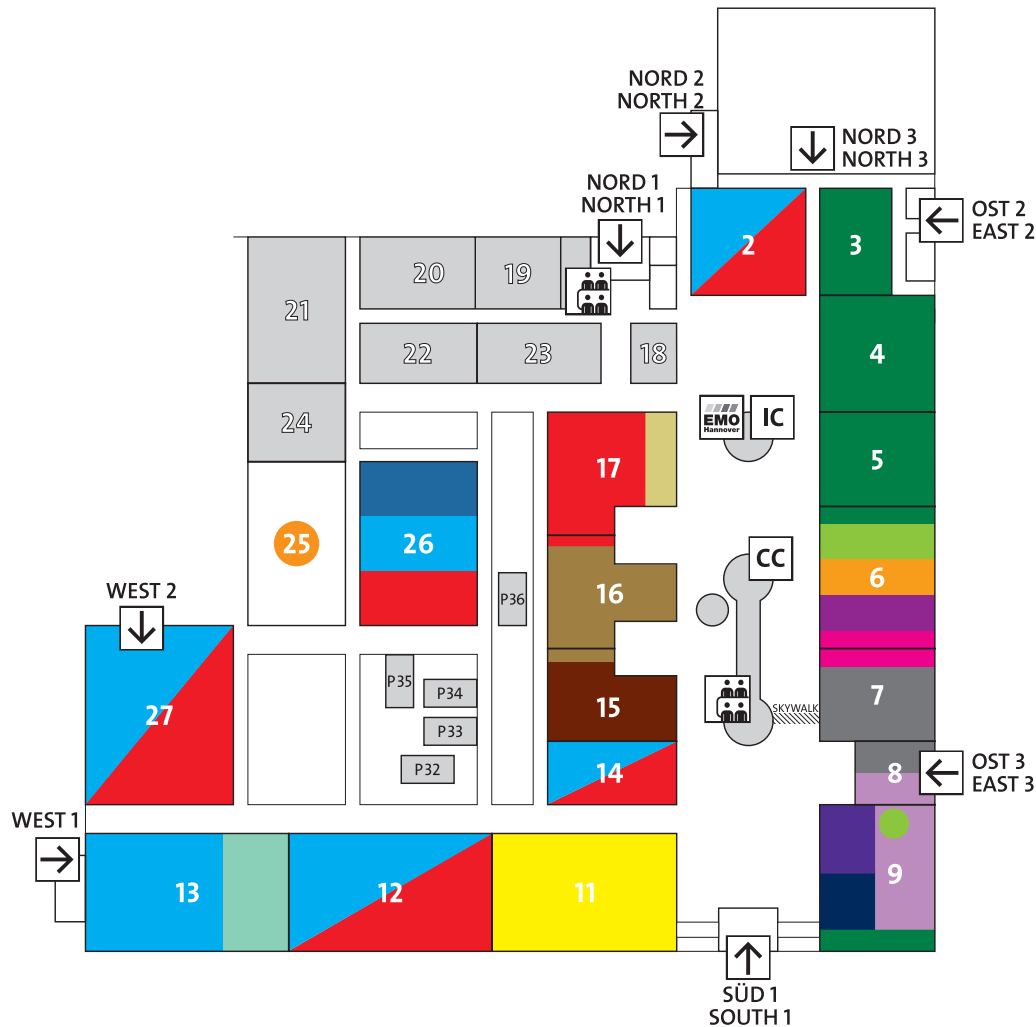 NORD 2
NORTH 2
NORD 3
NORTH 3
NORD 1
NORTH 1
OST 2
EAST 2
2
3
20
19
21
4
22
23
18
24
EMO
Hannover
IC
17
5
25
26
CC
6
P36
16
WEST 2
P35
P34
15
7
27
P33
SKYWALK
P32
14
8
OST 3
EAST 3
WEST 1
13
12
11
9
SÜD 1
SOUTH 1